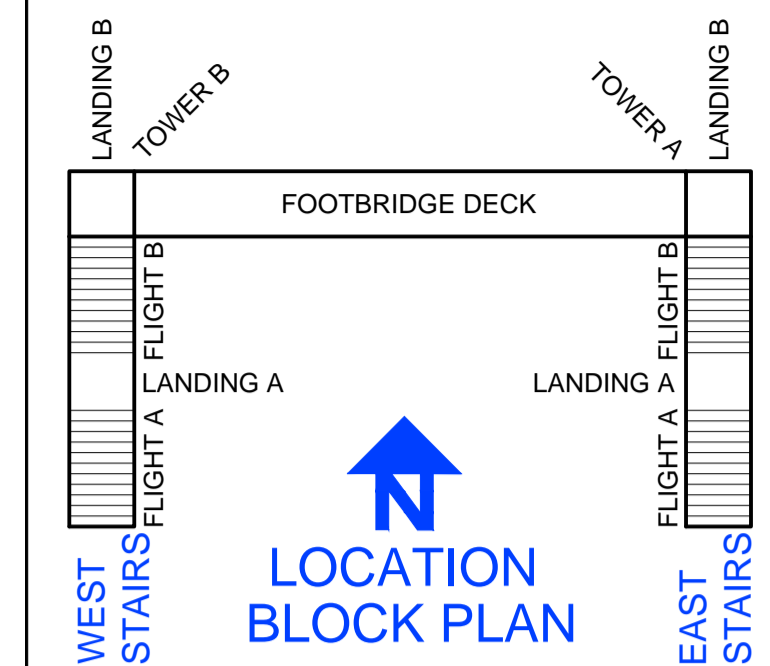 LANDING B
TOWER B
TOWER A
LANDING B
FOOTBRIDGE DECK
FLIGHT B
FLIGHT B
LANDING A
LANDING A
FLIGHT A
FLIGHT A
N
WEST
STAIRS
LOCATION
BLOCK PLAN
EAST
STAIRS